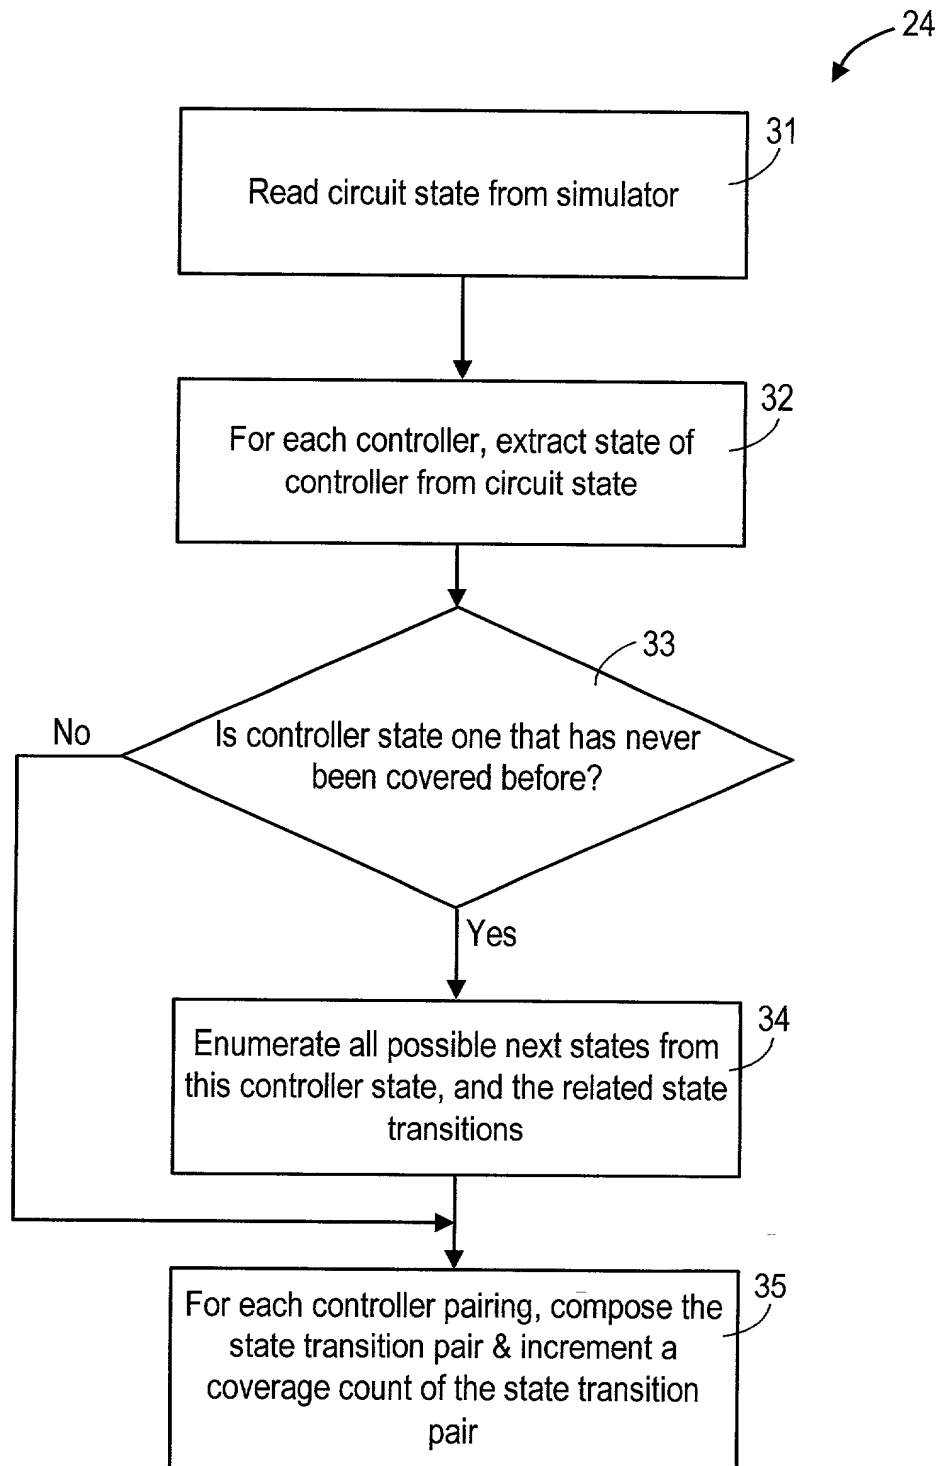 24
31
Read circuit state from simulator
32
For each controller, extract state of
controller from circuit state
33
No
Is controller state one that has never
been covered before?
Yes
34
Enumerate all possible next states from
this controller state, and the related state
transitions
35
For each controller pairing, compose the
state transition pair & increment a
coverage count of the state transition
pair